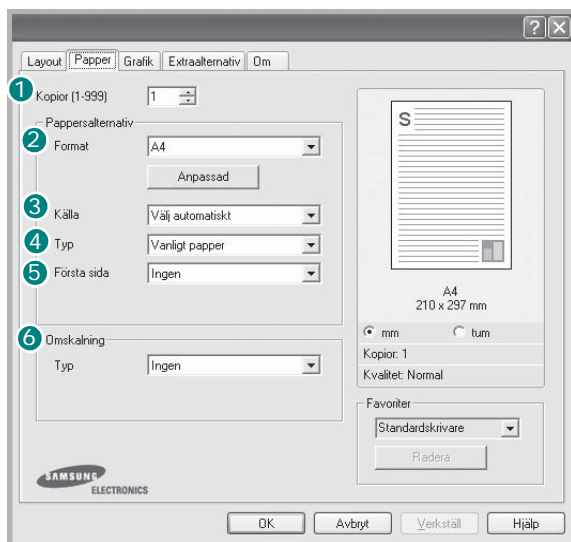 Layout Papper Grafik Extraalternativ Om
1 Kopior (1-999) 1
Pappersalternativ
2 Format A4
Anpassad
3 Källa Välj automatiskt
4 Typ Vanligt papper
5 Första sida Ingen
6 Omskalning
Typ Ingen
SAMSUNG
ELECTRONICS
S
A4
210 x 297 mm
mm tum
Kopior: 1
Kvalitet: Normal
Favoriter
Standardskrivare
Radera
OK Avbryt Verkställ Hjälp